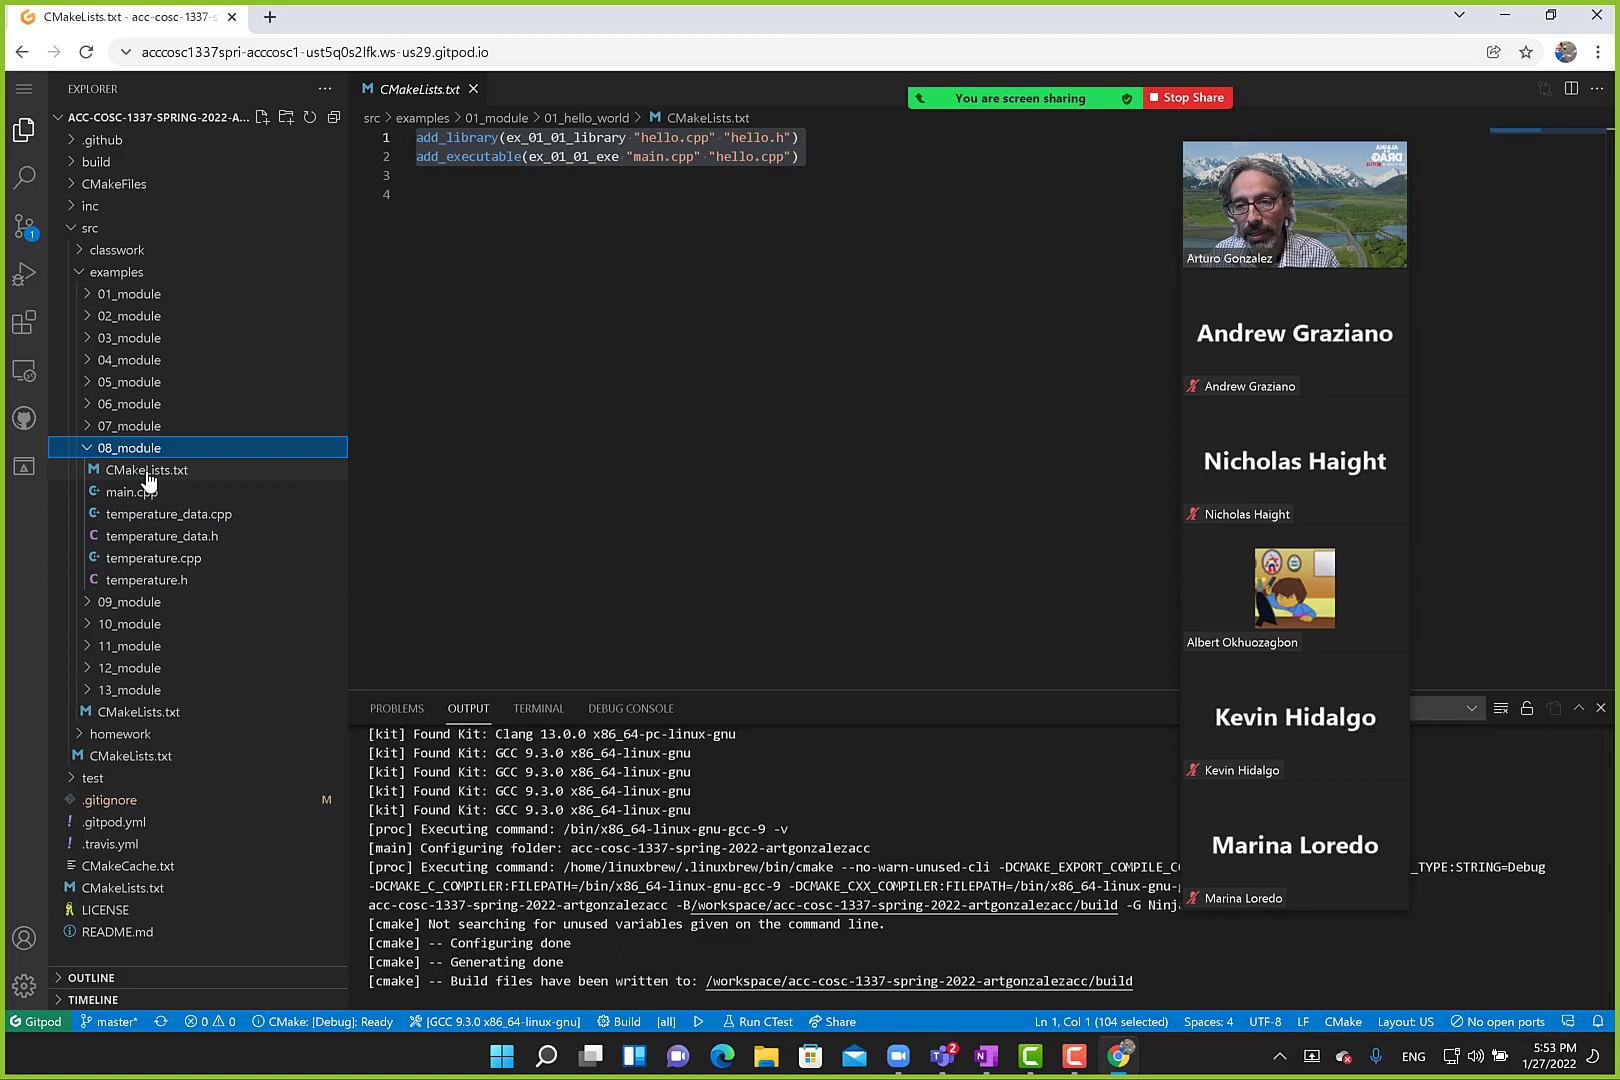 CMakeLists.txt - acc-cosc-1337-s
acccosc1337spri-acccosc1-ust5q0s2lfk.ws-us29.gitpod.io
EXPLORER
CMakeLists.txt
You are screen sharing
Stop Share
ACC-COSC-1337-SPRING-2022-A...
src > examples > 01_module > 01_hello_world > CMakeLists.txt
.github
build
CMakeFiles
inc
src
classwork
examples
01_module
02_module
03_module
04_module
05_module
06_module
07_module
08_module
CMakeLists.txt
main.cpp
temperature_data.cpp
temperature_data.h
temperature.cpp
temperature.h
09_module
10_module
11_module
12_module
13_module
CMakeLists.txt
homework
CMakeLists.txt
test
.gitignore M
.gitpod.yml
.travis.yml
CMakeCache.txt
CMakeLists.txt
LICENSE
README.md
OUTLINE
TIMELINE
1 add_library(ex_01_01_library "hello.cpp" "hello.h")
2 add_executable(ex_01_01_exe "main.cpp" "hello.cpp")
3
4
DRAG
Arturo Gonzalez
Andrew Graziano
Andrew Graziano
Nicholas Haight
Nicholas Haight
Albert Okhuozagbon
Kevin Hidalgo
Kevin Hidalgo
Marina Loredo
Marina Loredo
PROBLEMS OUTPUT TERMINAL DEBUG CONSOLE
[kit] Found Kit: Clang 13.0.0 x86_64-pc-linux-gnu
[kit] Found Kit: GCC 9.3.0 x86_64-linux-gnu
[kit] Found Kit: GCC 9.3.0 x86_64-linux-gnu
[kit] Found Kit: GCC 9.3.0 x86_64-linux-gnu
[kit] Found Kit: GCC 9.3.0 x86_64-linux-gnu
[proc] Executing command: /bin/x86_64-linux-gnu-gcc-9 -v
[main] Configuring folder: acc-cosc-1337-spring-2022-artgonzalezacc
[proc] Executing command: /home/linuxbrew/.linuxbrew/bin/cmake --no-warn-unused-cli -DCMAKE_EXPORT_COMPILE_CO _TYPE:STRING=Debug
-DCMAKE_C_COMPILER:FILEPATH=/bin/x86_64-linux-gnu-gcc-9 -DCMAKE_CXX_COMPILER:FILEPATH=/bin/x86_64-linux-gnu-
acc-cosc-1337-spring-2022-artgonzalezacc -B/workspace/acc-cosc-1337-spring-2022-artgonzalezacc/build -G Ninj
[cmake] Not searching for unused variables given on the command line.
[cmake] -- Configuring done
[cmake] -- Generating done
[cmake] -- Build files have been written to: /workspace/acc-cosc-1337-spring-2022-artgonzalezacc/build
1
Gitpod master* 0 0 CMake: [Debug]: Ready [GCC 9.3.0 x86_64-linux-gnu] Build [all] Run CTest Share Ln 1, Col 1 (104 selected) Spaces: 4 UTF-8 LF CMake Layout: US No open ports
2
ENG
5:53 PM
1/27/2022